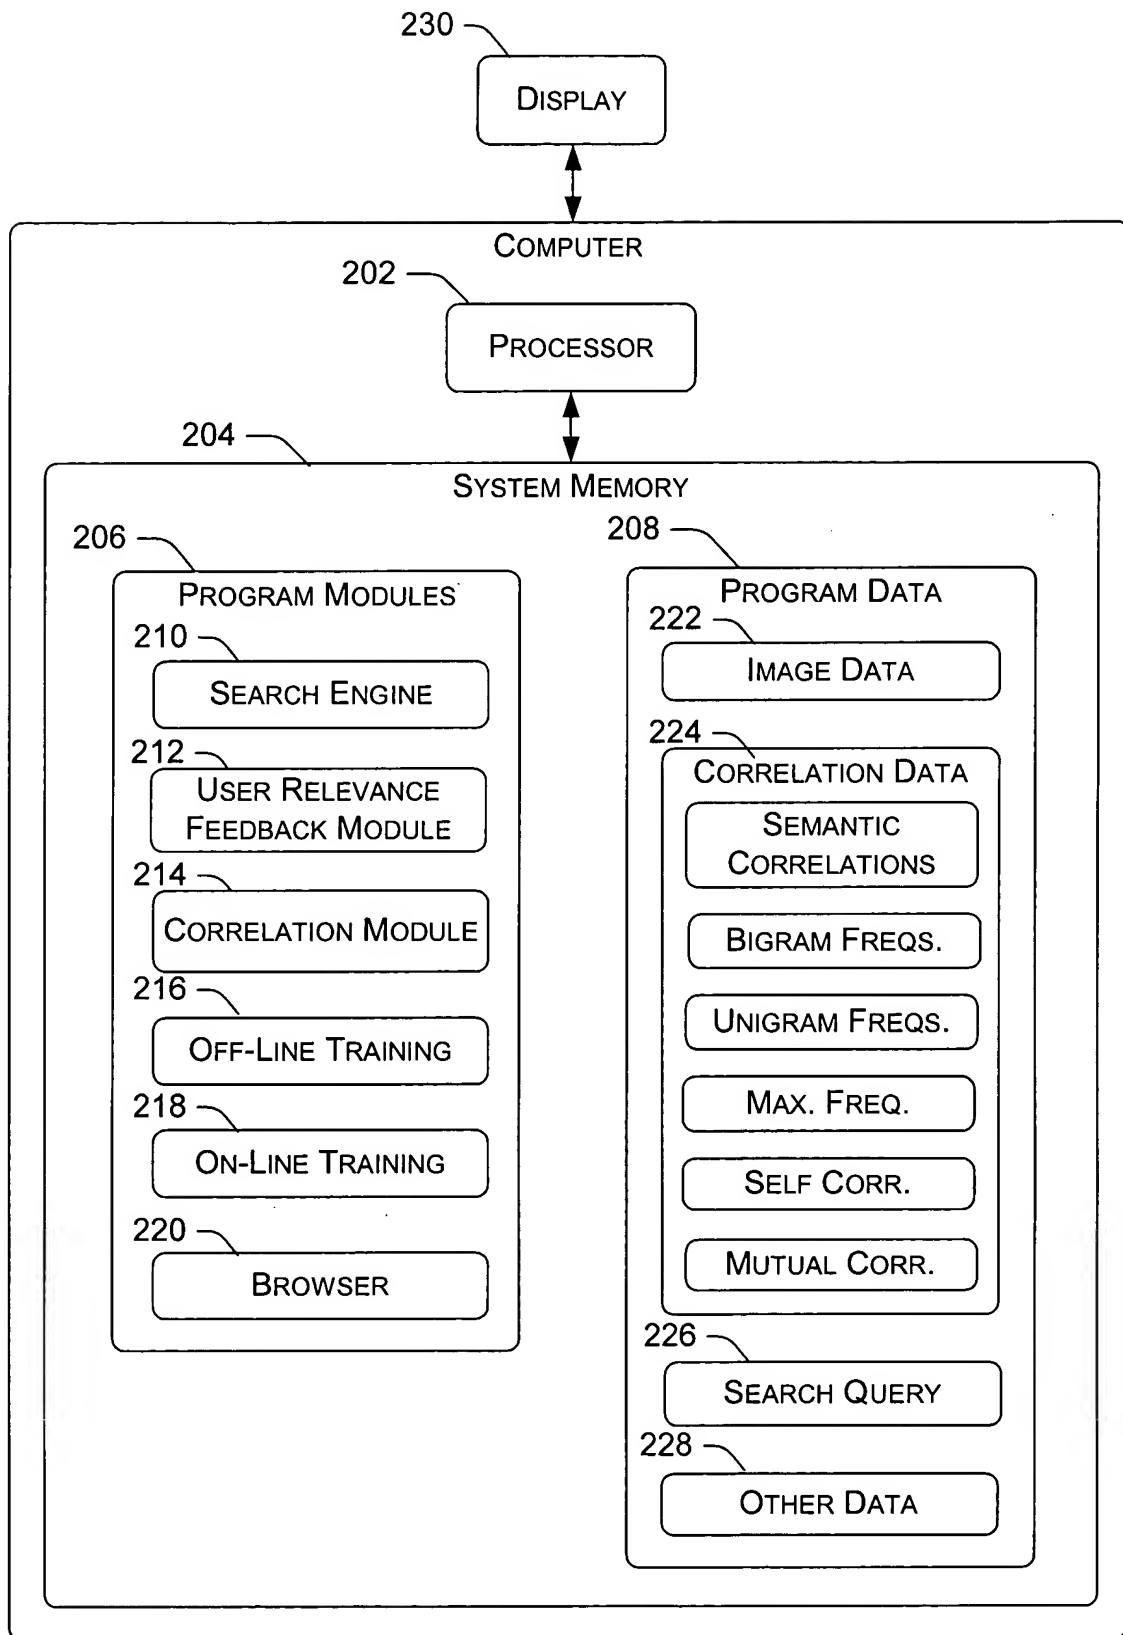 230
DISPLAY
COMPUTER
202
PROCESSOR
204
SYSTEM MEMORY
206
PROGRAM MODULES
210
SEARCH ENGINE
212
USER RELEVANCE
FEEDBACK MODULE
214
CORRELATION MODULE
216
OFF-LINE TRAINING
218
ON-LINE TRAINING
220
BROWSER
208
PROGRAM DATA
222
IMAGE DATA
224
CORRELATION DATA
SEMANTIC
CORRELATIONS
BIGRAM FREQS.
UNIGRAM FREQS.
MAX. FREQ.
SELF CORR.
MUTUAL CORR.
226
SEARCH QUERY
228
OTHER DATA